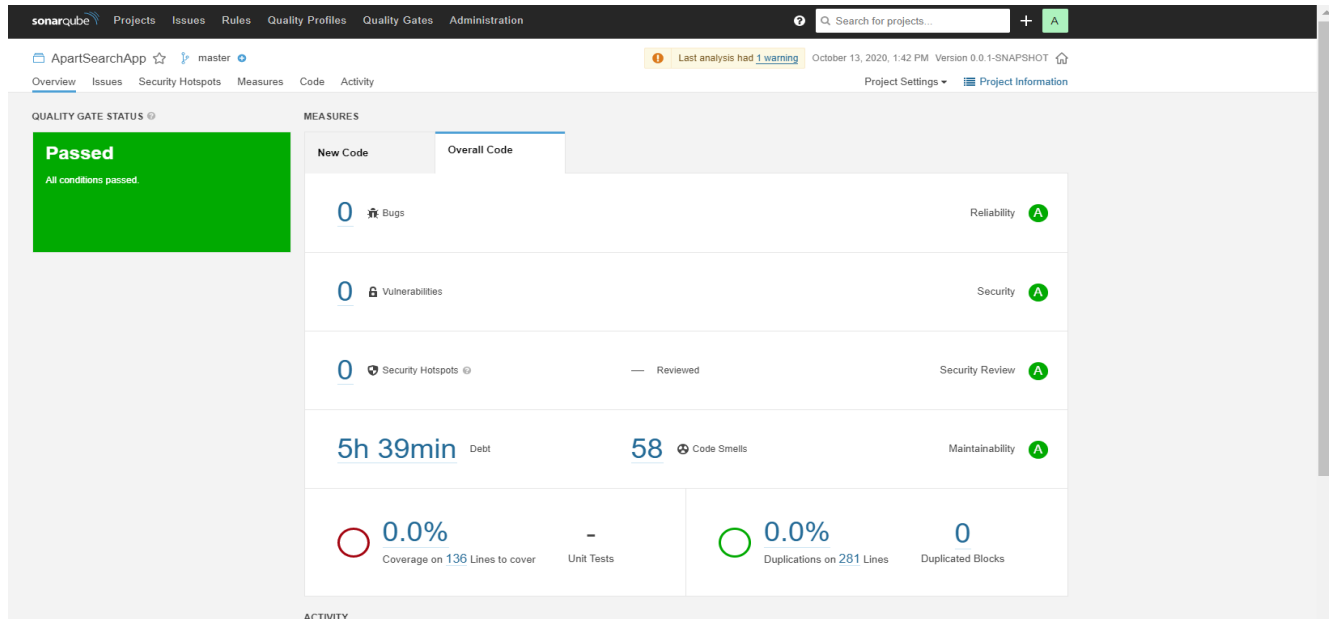 sonarqube Projects Issues Rules Quality Profiles Quality Gates Administration ? Search for projects... + A
ApartSearchApp master Last analysis had 1 warning October 13, 2020, 1:42 PM Version 0.0.1-SNAPSHOT
Overview Issues Security Hotspots Measures Code Activity Project Settings Project Information
QUALITY GATE STATUS ? MEASURES
Passed
All conditions passed.
New Code Overall Code
0 Bugs Reliability A
0 Vulnerabilities Security A
0 Security Hotspots ? — Reviewed Security Review A
5h 39min Debt 58 Code Smells Maintainability A
0.0% - 0.0% 0
Coverage on 136 Lines to cover Unit Tests Duplications on 281 Lines Duplicated Blocks
ACTIVITY